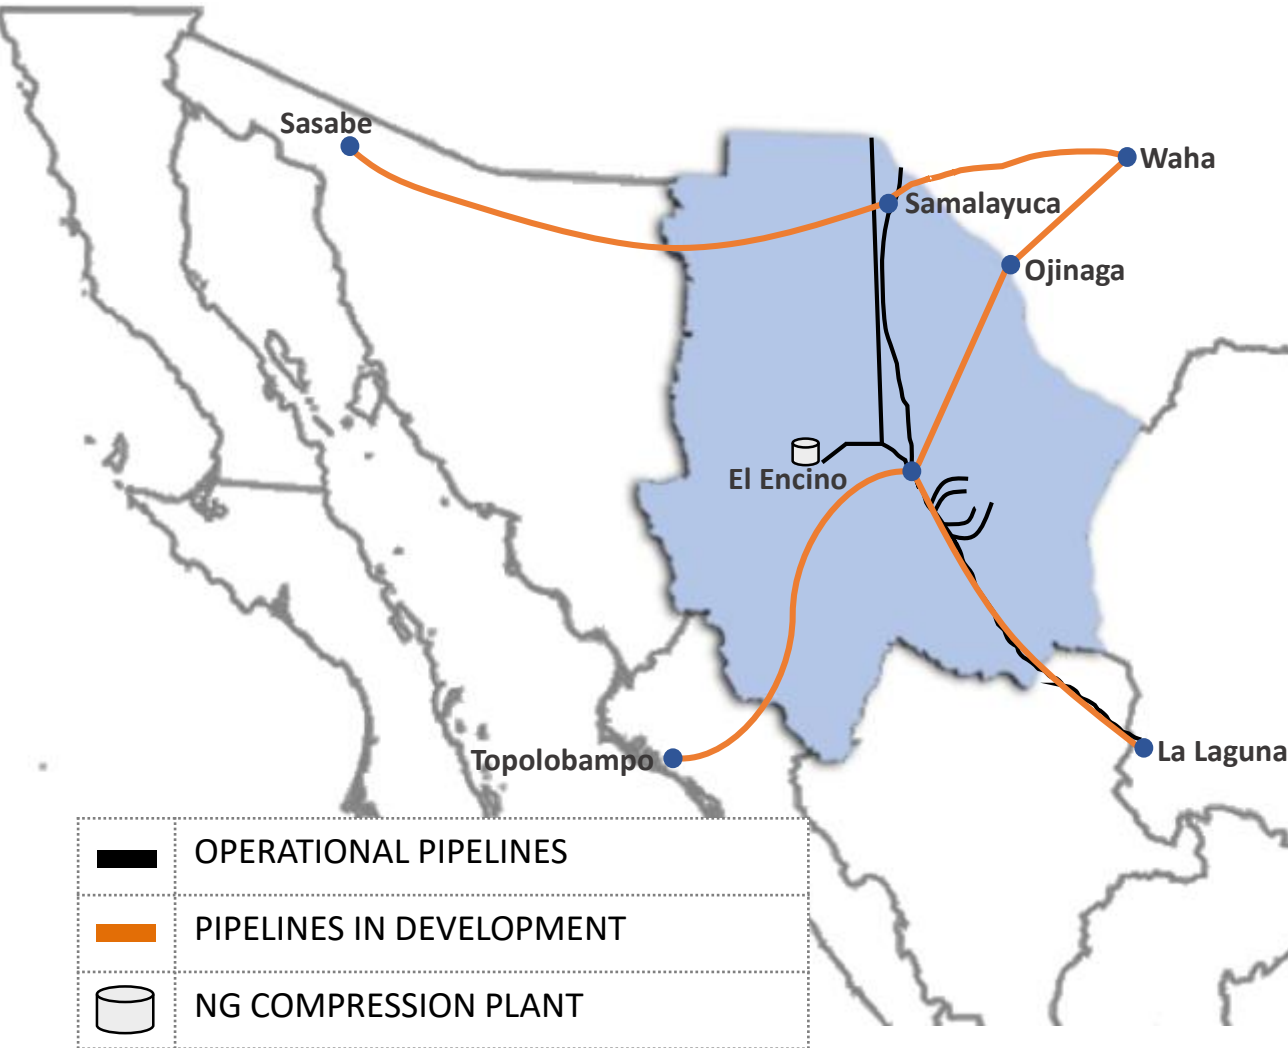 Sasabe
Waha
Samalayuca
Ojinaga
El Encino
Topolobampo
La Laguna
OPERATIONAL PIPELINES
PIPELINES IN DEVELOPMENT
NG COMPRESSION PLANT